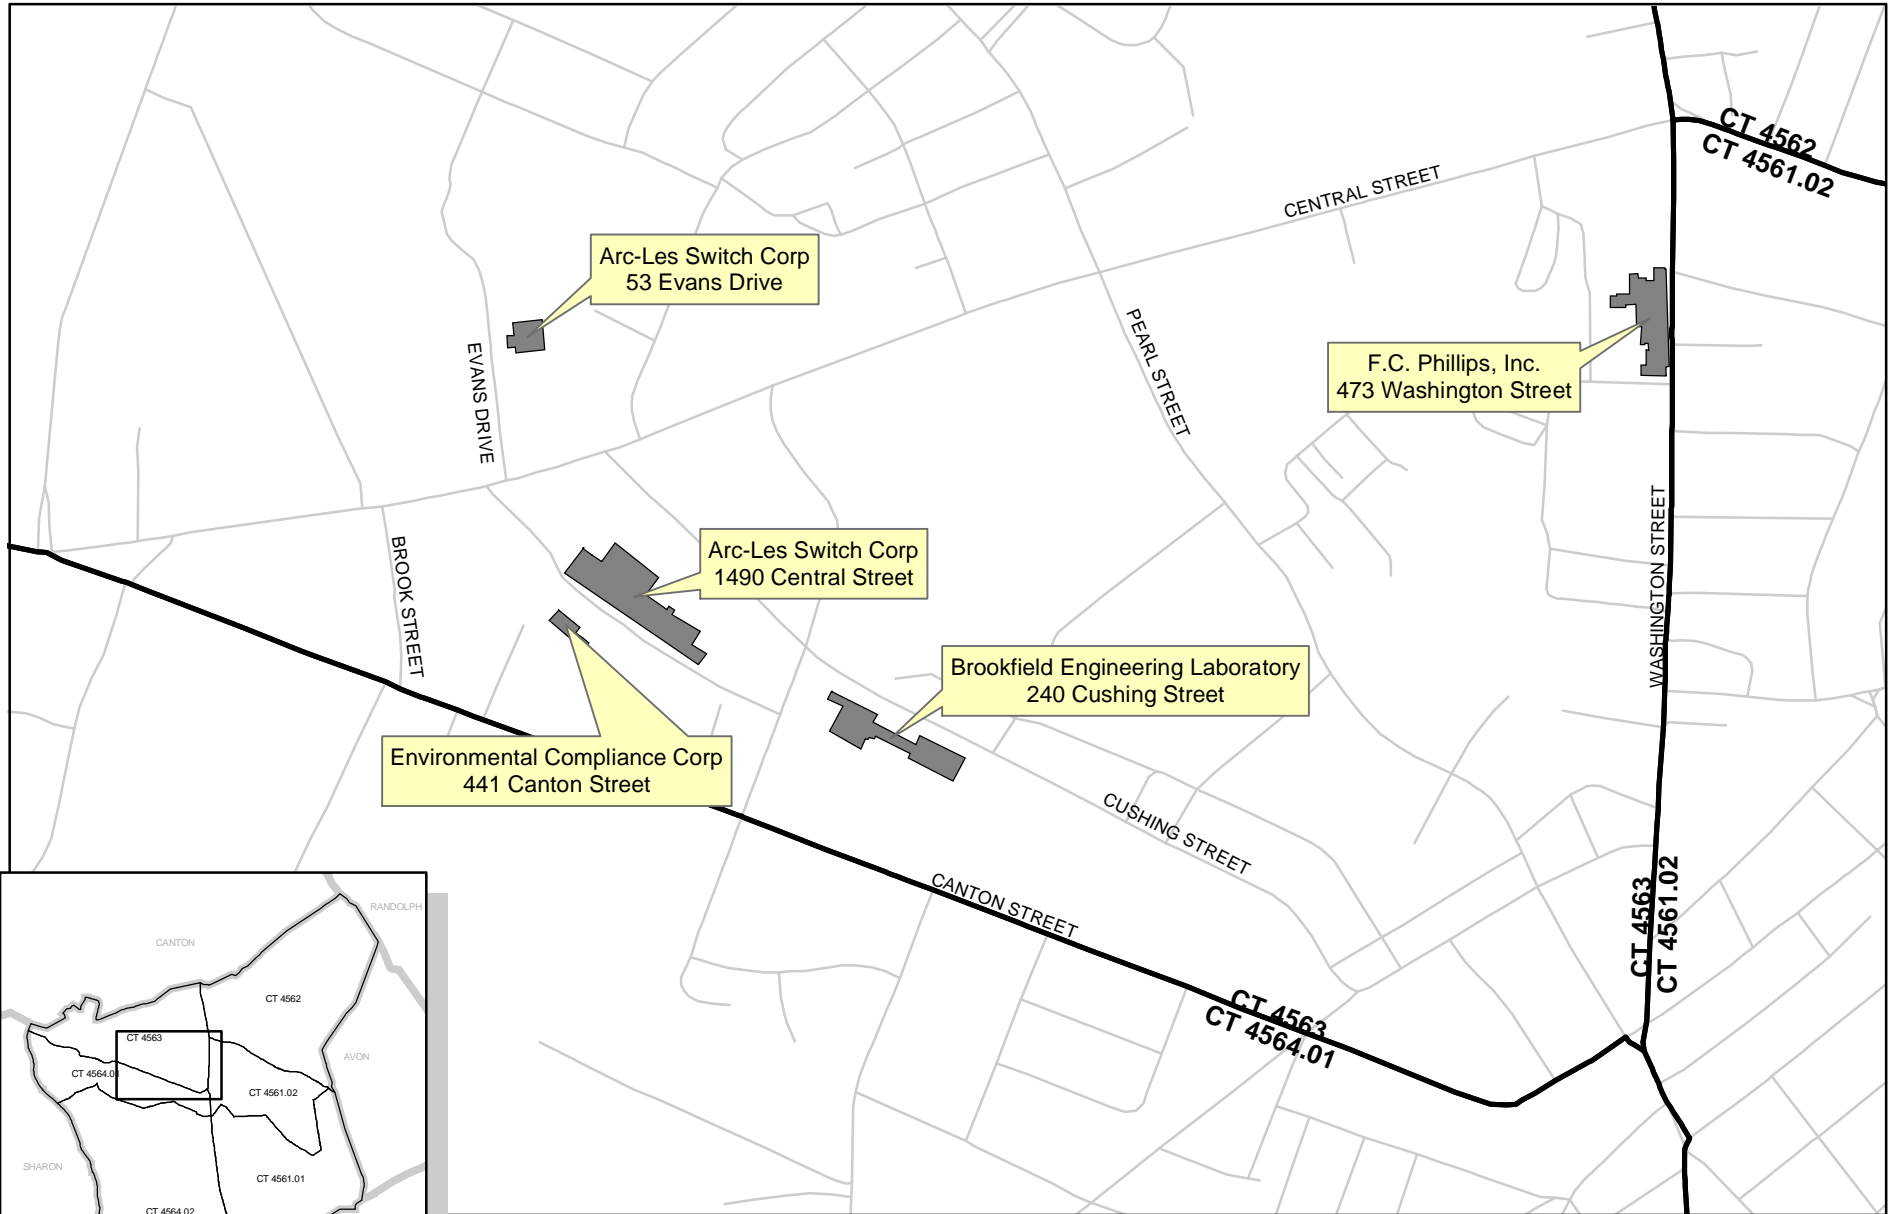 CT 4562
CT 4561.02
CENTRAL STREET
Arc-Les Switch Corp
53 Evans Drive
PEARL STREET
EVANS DRIVE
F.C. Phillips, Inc.
473 Washington Street
WASHINGTON STREET
BROOK STREET
Arc-Les Switch Corp
1490 Central Street
Brookfield Engineering Laboratory
240 Cushing Street
Environmental Compliance Corp
441 Canton Street
CUSHING STREET
CANTON STREET
CT 4563
CT 4561.02
CT 4563
CT 4564.01
RANDOLPH
CANTON
CT 4562
CT 4563
AVON
CT 4564.01
CT 4561.02
SHARON
CT 4561.01
CT 4564.02